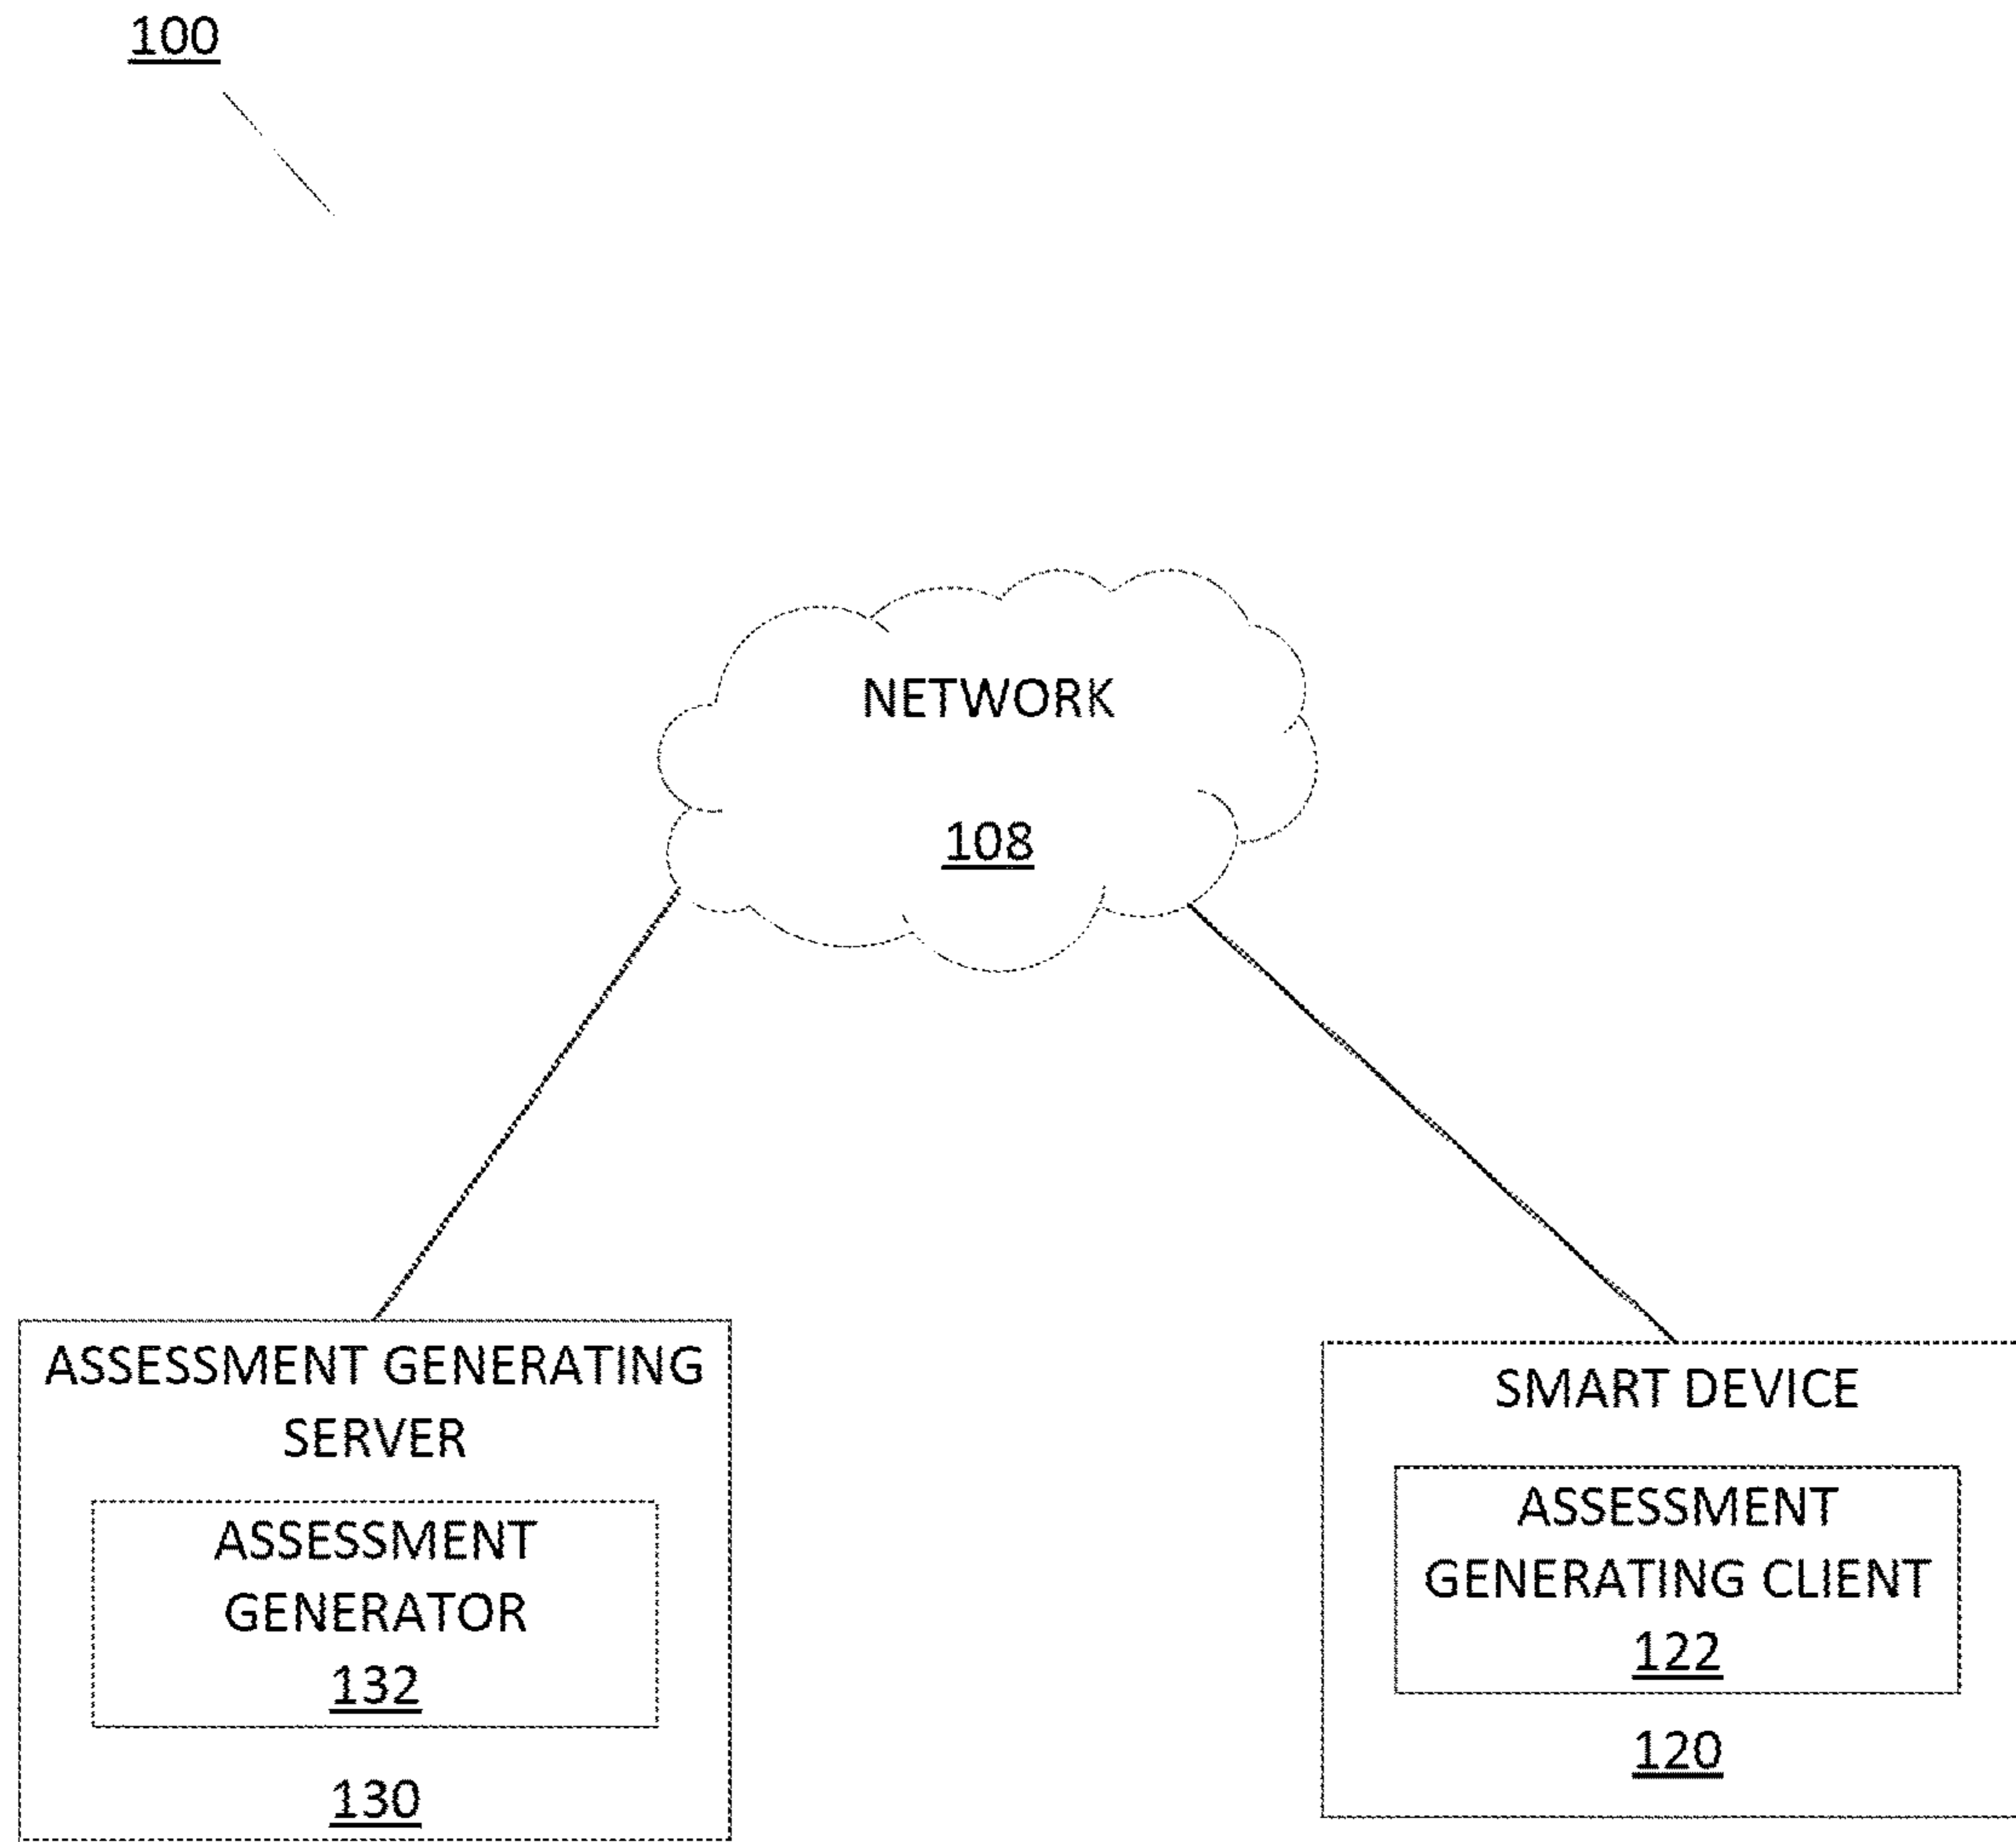 100
NETWORK
108
ASSESSMENT GENERATING
SERVER
ASSESSMENT
GENERATOR
132
130
SMART DEVICE
ASSESSMENT
GENERATING CLIENT
122
120